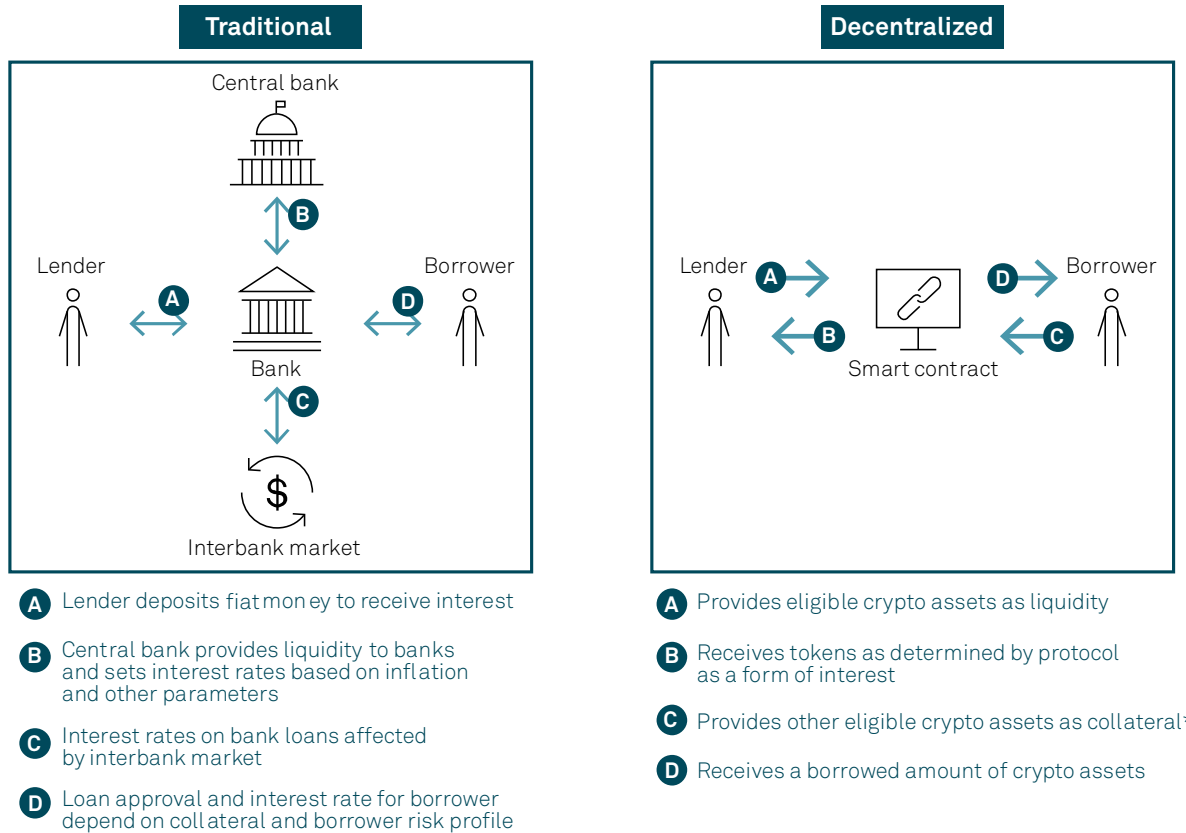 Traditional
Central bank
B
Lender
A
Borrower
D
Bank
C
$
Interbank market
A Lender deposits fiat money to receive interest
B Central bank provides liquidity to banks
and sets interest rates based on inflation
and other parameters
C Interest rates on bank loans affected
by interbank market
D Loan approval and interest rate for borrower
depend on collateral and borrower risk profile
Decentralized
Lender
A
D
Borrower
B
C
Smart contract
A Provides eligible crypto assets as liquidity
B Receives tokens as determined by protocol
as a form of interest
C Provides other eligible crypto assets as collateral*
D Receives a borrowed amount of crypto assets